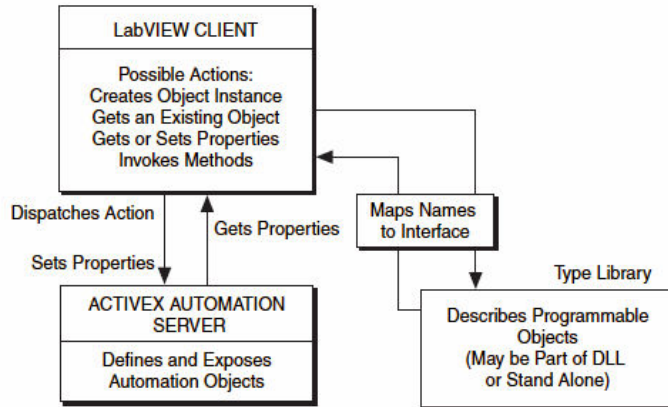 LabVIEW CLIENT
Possible Actions:
Creates Object Instance
Gets an Existing Object
Gets or Sets Properties
Invokes Methods
Dispatches Action
Gets Properties
Sets Properties
Maps Names
to Interface
Type Library
ACTIVEX AUTOMATION
SERVER
Defines and Exposes
Automation Objects
Describes Programmable
Objects
(May be Part of DLL
or Stand Alone)